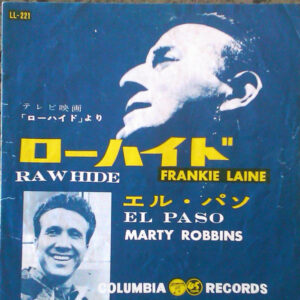 LL-221
テレビ映画
「ローハイド」より
ローハイド
RAWHIDE FRANKIE LAINE
エル・パソ
EL PASO
MARTY ROBBINS
COLUMBIA RECORDS